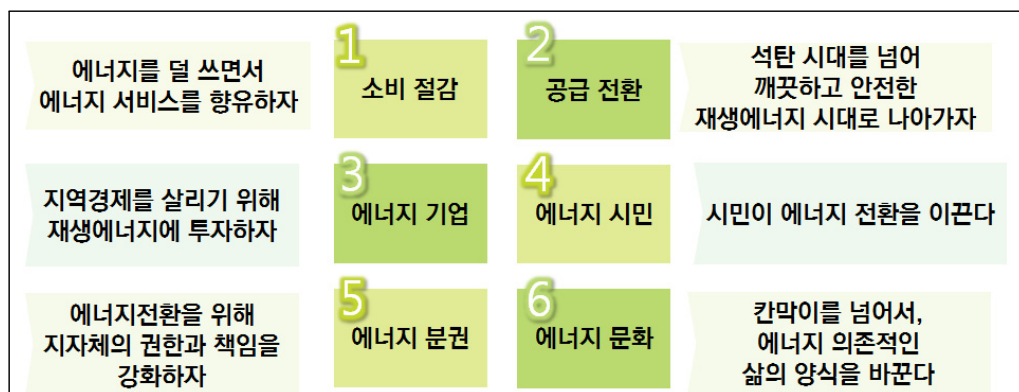 에너지를 덜 쓰면서
에너지 서비스를 향유하자
1
소비 절감
2
공급 전환
석탄 시대를 넘어
깨끗하고 안전한
재생에너지 시대로 나아가자
지역경제를 살리기 위해
재생에너지에 투자하자
3
에너지 기업
4
에너지 시민
시민이 에너지 전환을 이끈다
에너지전환을 위해
지자체의 권한과 책임을
강화하자
5
에너지 분권
6
에너지 문화
칸막이를 넘어서,
에너지 의존적인
삶의 양식을 바꾼다